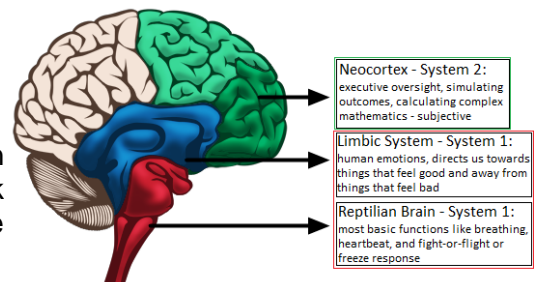 Neocortex - System 2:
executive oversight, simulating
outcomes, calculating complex
mathematics - subjective
Limbic System - System 1:
human emotions, directs us towards
things that feel good and away from
things that feel bad
Reptilian Brain - System 1:
most basic functions like breathing,
heartbeat, and fight-or-flight or
freeze response